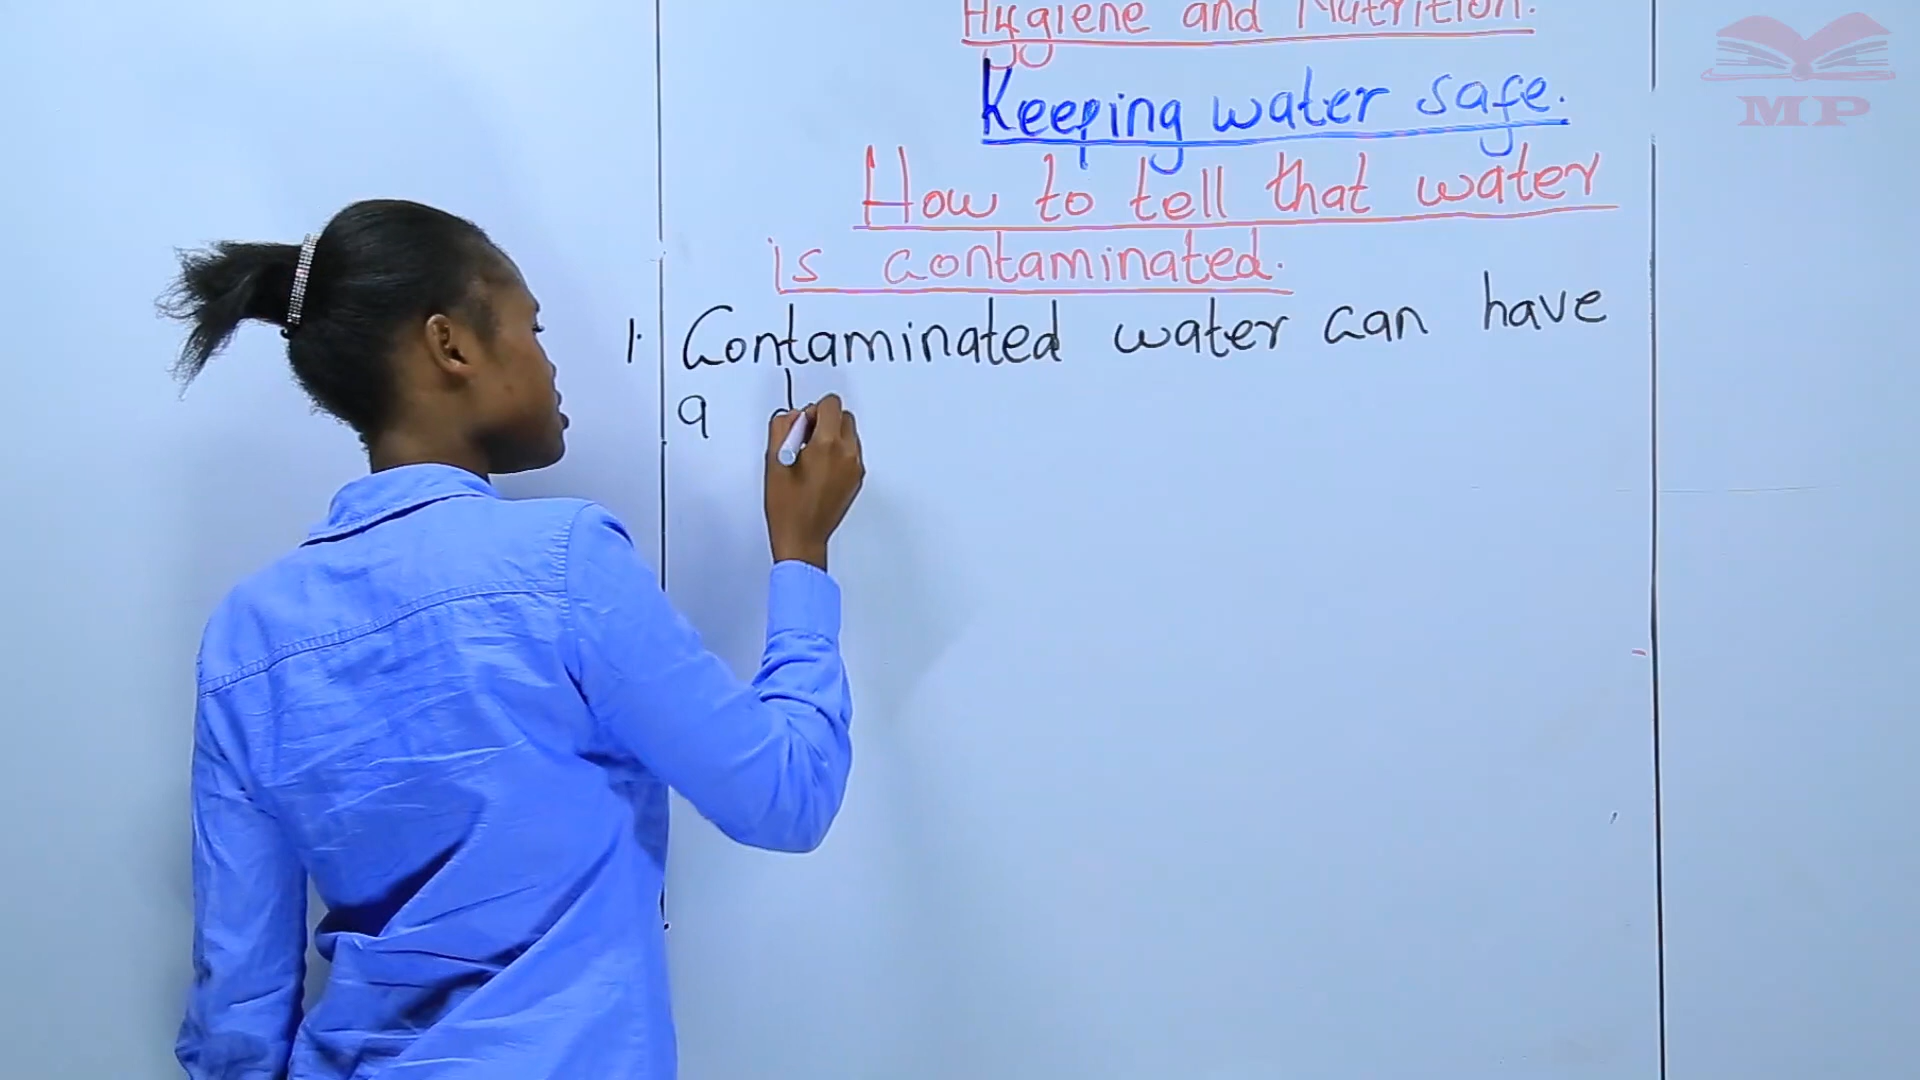 Hygiene and Nutrition.
Keeping water safe.
How to tell that water
is contaminated.
1. Contaminated water can have
a d
MP